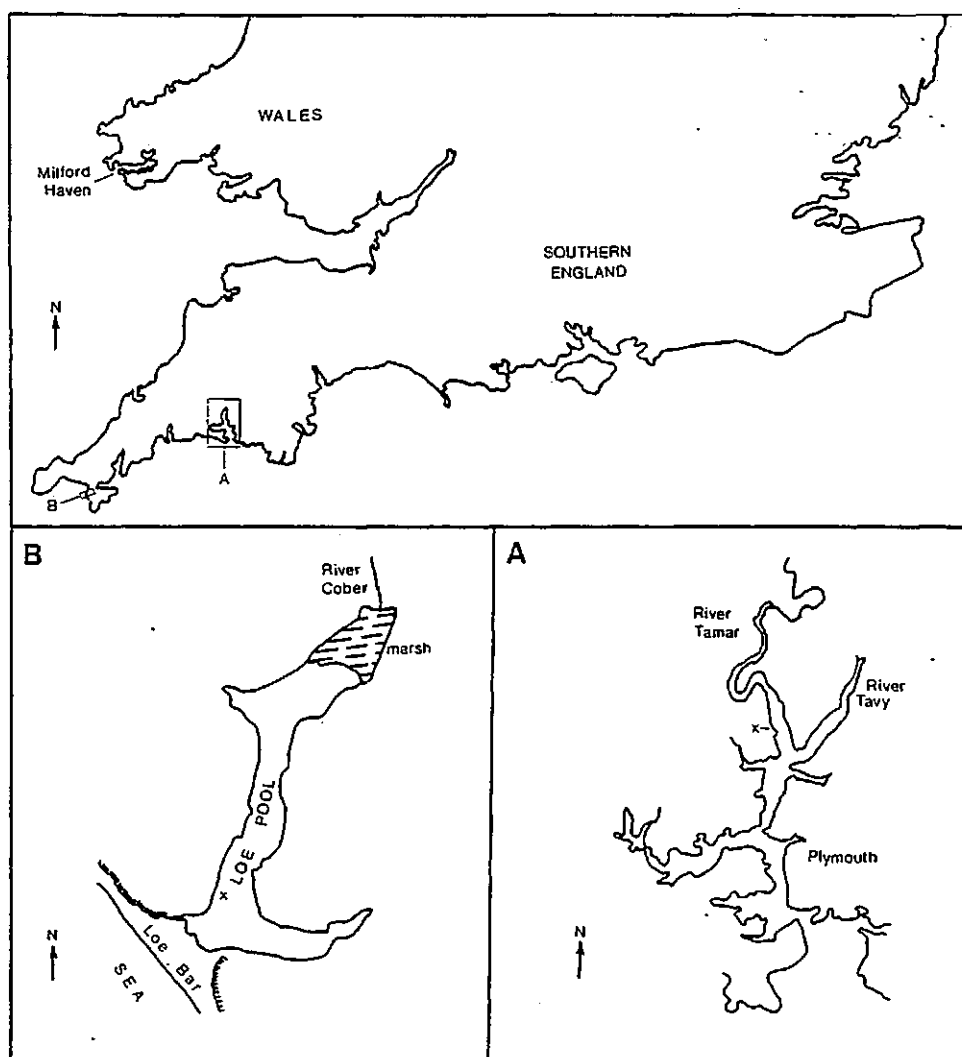 WALES
Milford
Haven
SOUTHERN
ENGLAND
N
A
B
B
River
Cober
marsh
LOE POOL
x
N
Loe Bar
SEA
A
River
Tamar
River
Tavy
x
Plymouth
N